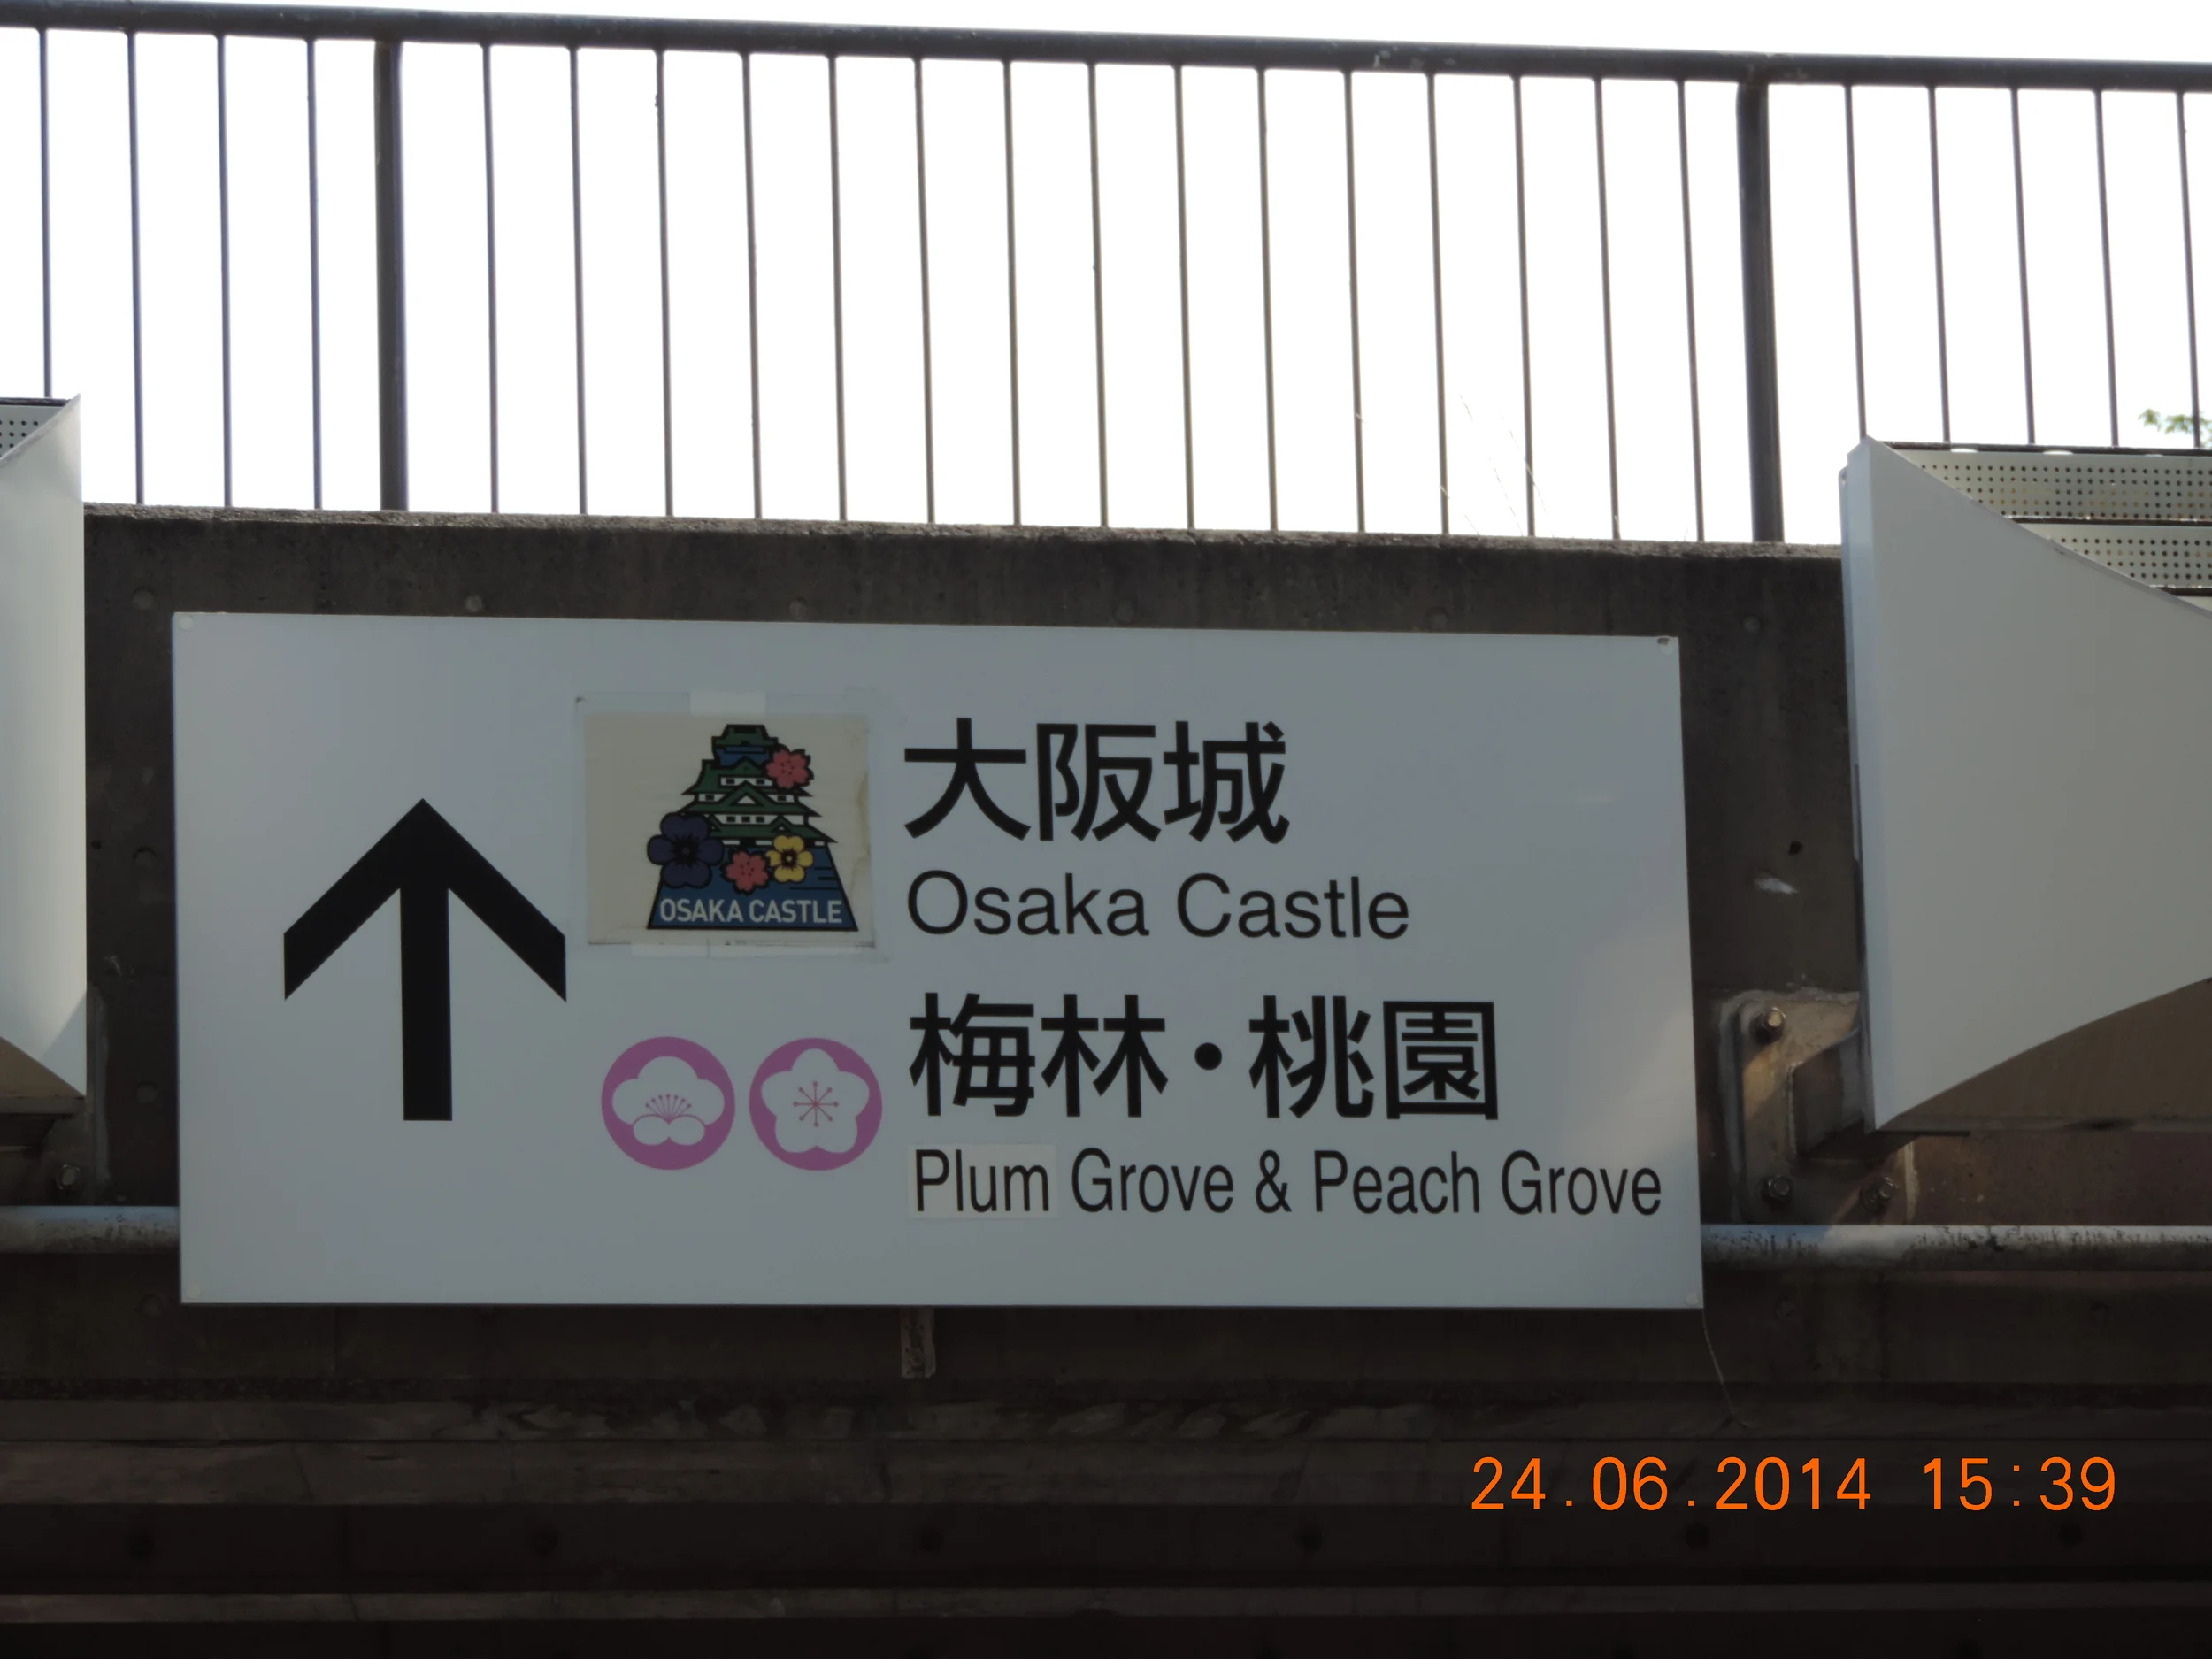 大阪城
OSAKA CASTLE
Osaka Castle
梅林・桃園
Plum Grove & Peach Grove
24.06.2014 15:39